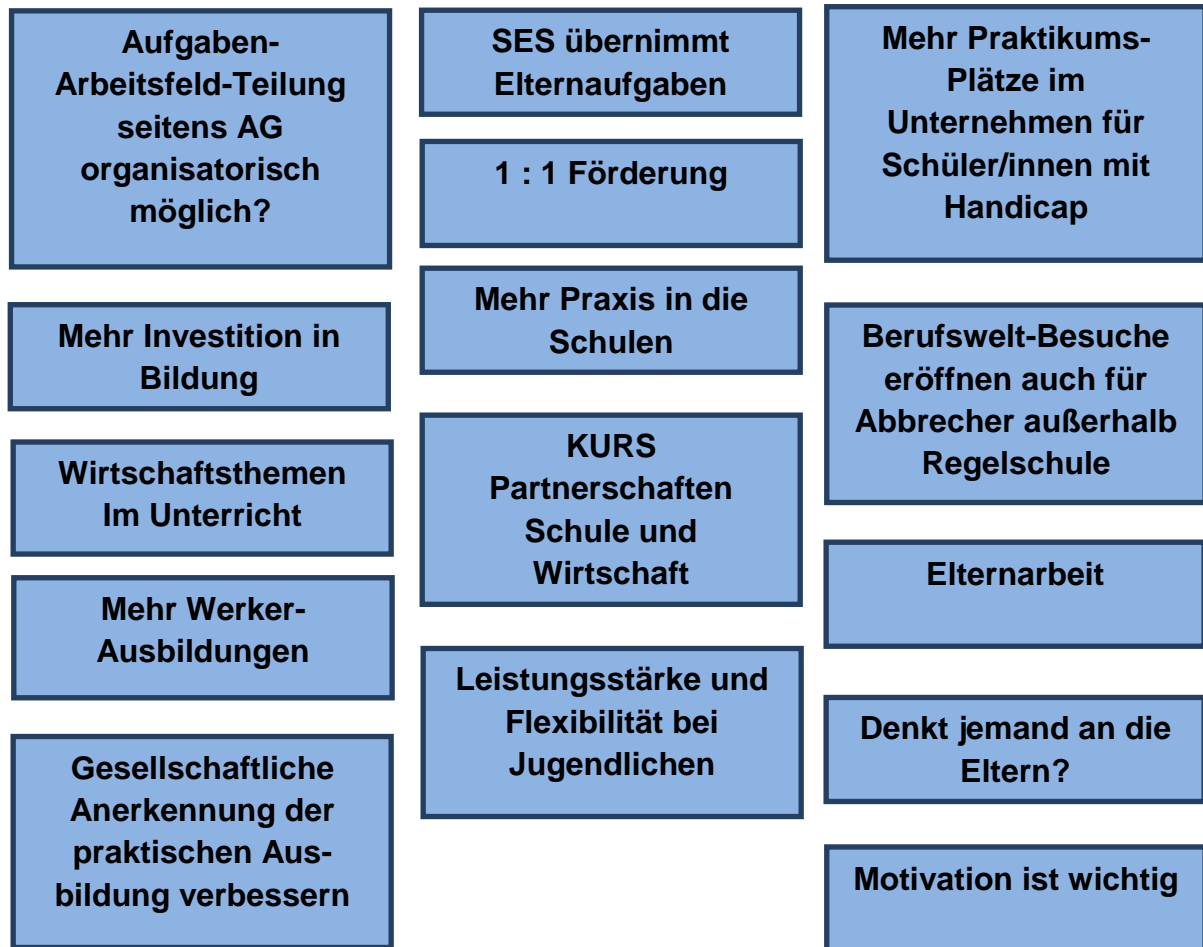 Aufgaben-
Arbeitsfeld-Teilung
seitens AG
organisatorisch
möglich?
Mehr Investition in
Bildung
Wirtschaftsthemen
Im Unterricht
Mehr Werker-
Ausbildungen
Gesellschaftliche
Anerkennung der
praktischen Aus-
bildung verbessern
SES übernimmt
Elternaufgaben
1 : 1 Förderung
Mehr Praxis in die
Schulen
KURS
Partnerschaften
Schule und
Wirtschaft
Leistungsstärke und
Flexibilität bei
Jugendlichen
Mehr Praktikums-
Plätze im
Unternehmen für
Schüler/innen mit
Handicap
Berufswelt-Besuche
eröffnen auch für
Abbrecher außerhalb
Regelschule
Elternarbeit
Denkt jemand an die
Eltern?
Motivation ist wichtig